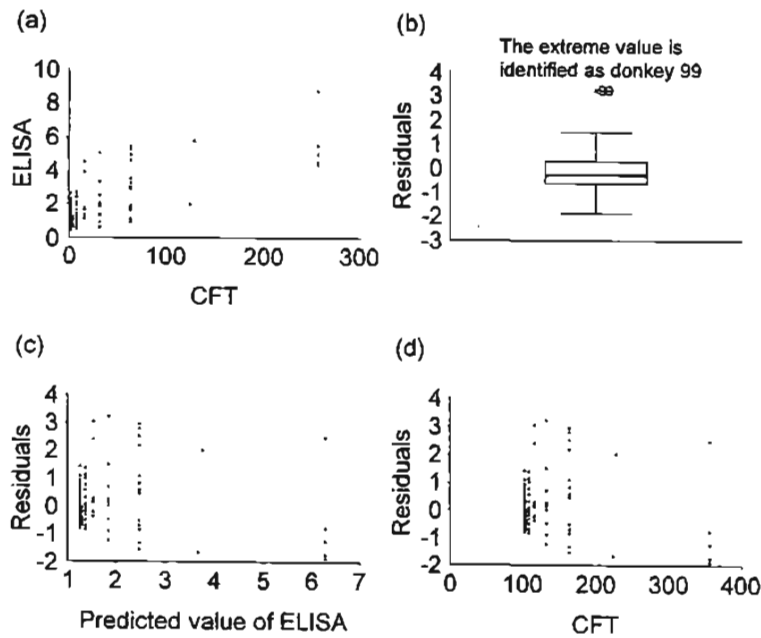 (a)
10
8
6
4
2
0
ELISA
0 100 200 300
CFT
(b)
The extreme value is
identified as donkey 99
99
4
3
2
1
0
-1
-2
-3
Residuals
(c)
4
3
2
1
0
-1
-2
Residuals
1 2 3 4 5 6 7
Predicted value of ELISA
(d)
4
3
2
1
0
-1
-2
Residuals
0 100 200 300 400
CFT